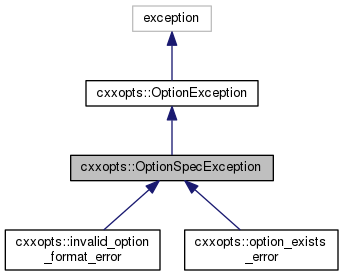 exception
cxxopts::OptionException
cxxopts::OptionSpecException
cxxopts::invalid_option
_format_error
cxxopts::option_exists
_error